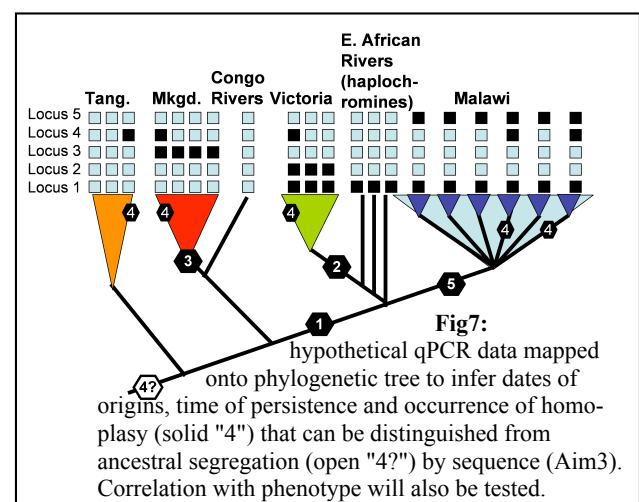 E. African
Rivers
(haploch-
romines)
Congo
Rivers
Tang.
Mkgd.
Victoria
Malawi
Locus 5
Locus 4
Locus 3
Locus 2
Locus 1
4
4
4
4
4
3
2
5
1
4?
Fig7:
hypothetical qPCR data mapped
onto phylogenetic tree to infer dates of
origins, time of persistence and occurrence of homo-
plasy (solid "4") that can be distinguished from
ancestral segregation (open "4?") by sequence (Aim3).
Correlation with phenotype will also be tested.